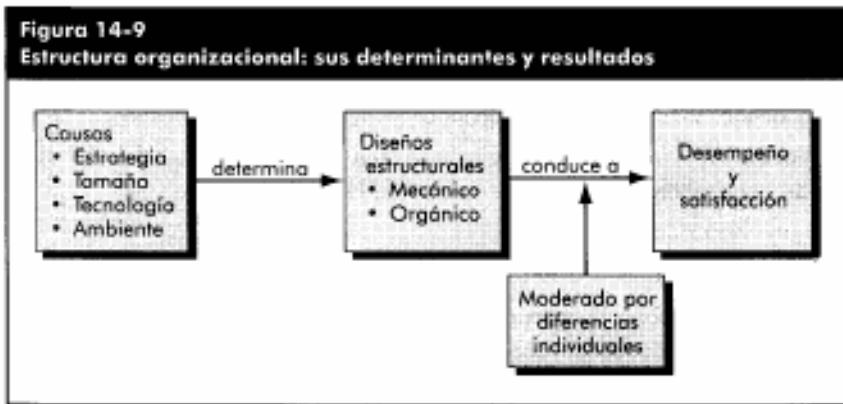 Figura 14-9
Estructura organizacional: sus determinantes y resultados
Causas
• Estrategia
• Tamaña
• Tecnología
• Ambiente
determina
Diseños
estructurales
• Mecánico
• Orgánico
conduce a
Desempeño
y
satisfacción
Moderado por
diferencias
individuales